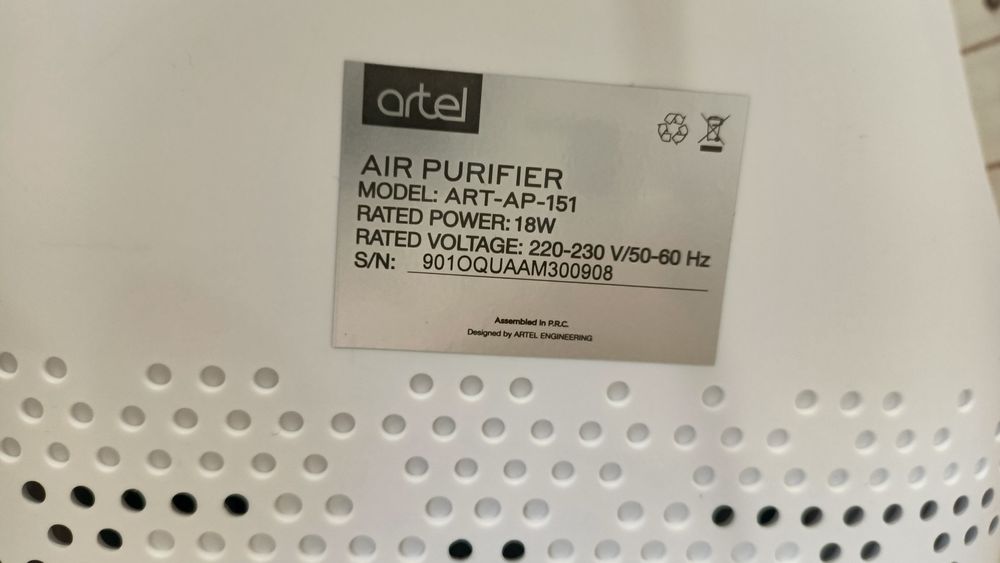 artel
AIR PURIFIER
MODEL: ART-AP-151
RATED POWER: 18W
RATED VOLTAGE: 220-230 V/50-60 Hz
S/N: 901OQUAAM300908
Assembled in P.R.C.
Designed by ARTEL ENGINEERING